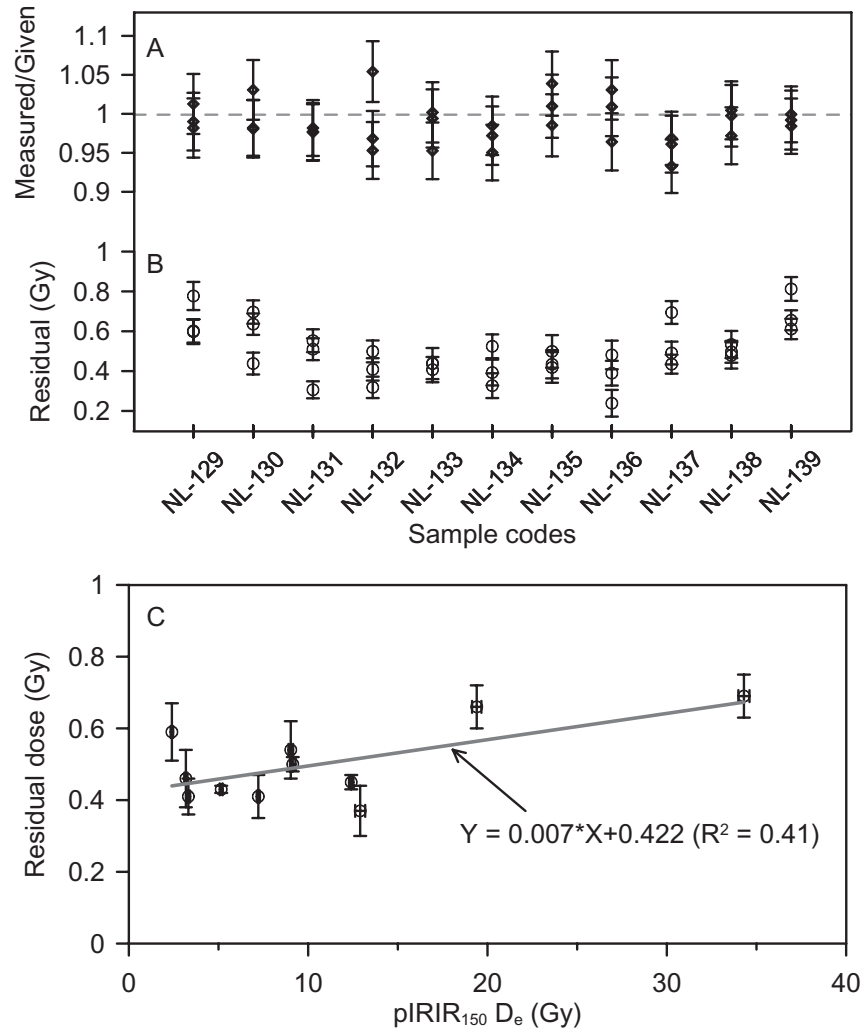 A
Measured/Given
1.1
1.05
1
0.95
0.9
B
Residual (Gy)
1
0.8
0.6
0.4
0.2
NL-129 NL-130 NL-131 NL-132 NL-133 NL-134 NL-135 NL-136 NL-137 NL-138 NL-139
Sample codes
C
Residual dose (Gy)
1
0.8
0.6
0.4
0.2
0
Y = 0.007*X+0.422 (R² = 0.41)
0 10 20 30 40
pIRIR₁₅₀ Dₑ (Gy)